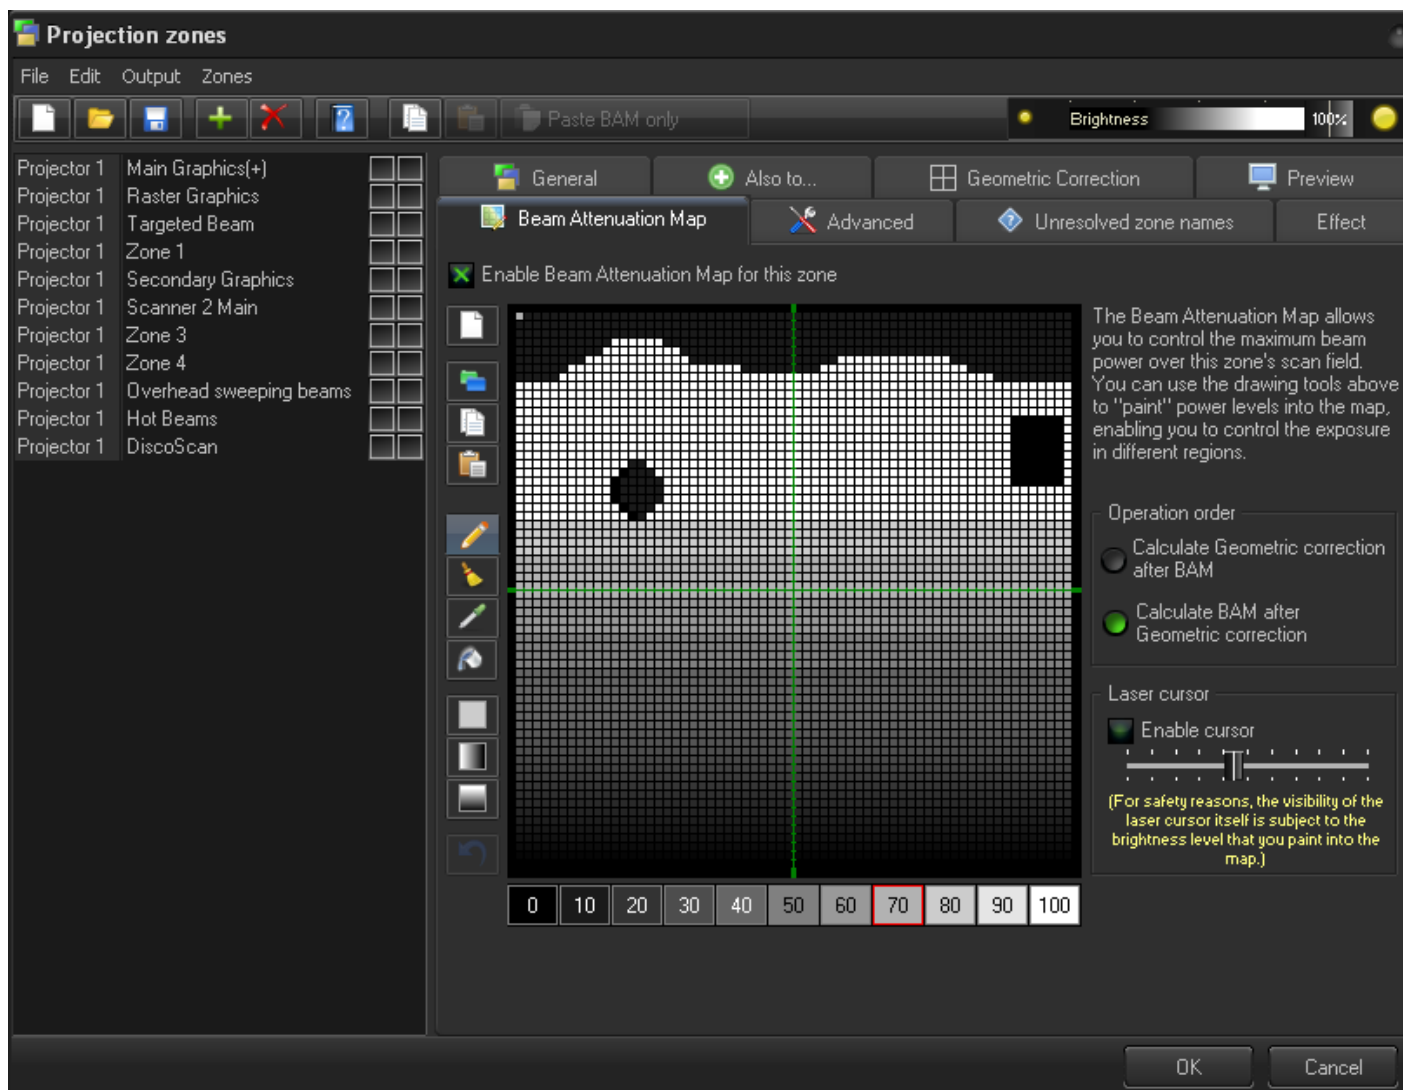 Projection zones
File Edit Output Zones
Paste BAM only
Brightness 100%
Projector 1 Main Graphics(+)
Projector 1 Raster Graphics
Projector 1 Targeted Beam
Projector 1 Zone 1
Projector 1 Secondary Graphics
Projector 1 Scanner 2 Main
Projector 1 Zone 3
Projector 1 Zone 4
Projector 1 Overhead sweeping beams
Projector 1 Hot Beams
Projector 1 DiscoScan
General Also to... Geometric Correction Preview
Beam Attenuation Map Advanced Unresolved zone names Effect
Enable Beam Attenuation Map for this zone
The Beam Attenuation Map allows
you to control the maximum beam
power over this zone's scan field.
You can use the drawing tools above
to "paint" power levels into the map,
enabling you to control the exposure
in different regions.
Operation order
Calculate Geometric correction
after BAM
Calculate BAM after
Geometric correction
Laser cursor
Enable cursor
(For safety reasons, the visibility of the
laser cursor itself is subject to the
brightness level that you paint into the
map.)
0 10 20 30 40 50 60 70 80 90 100
OK Cancel